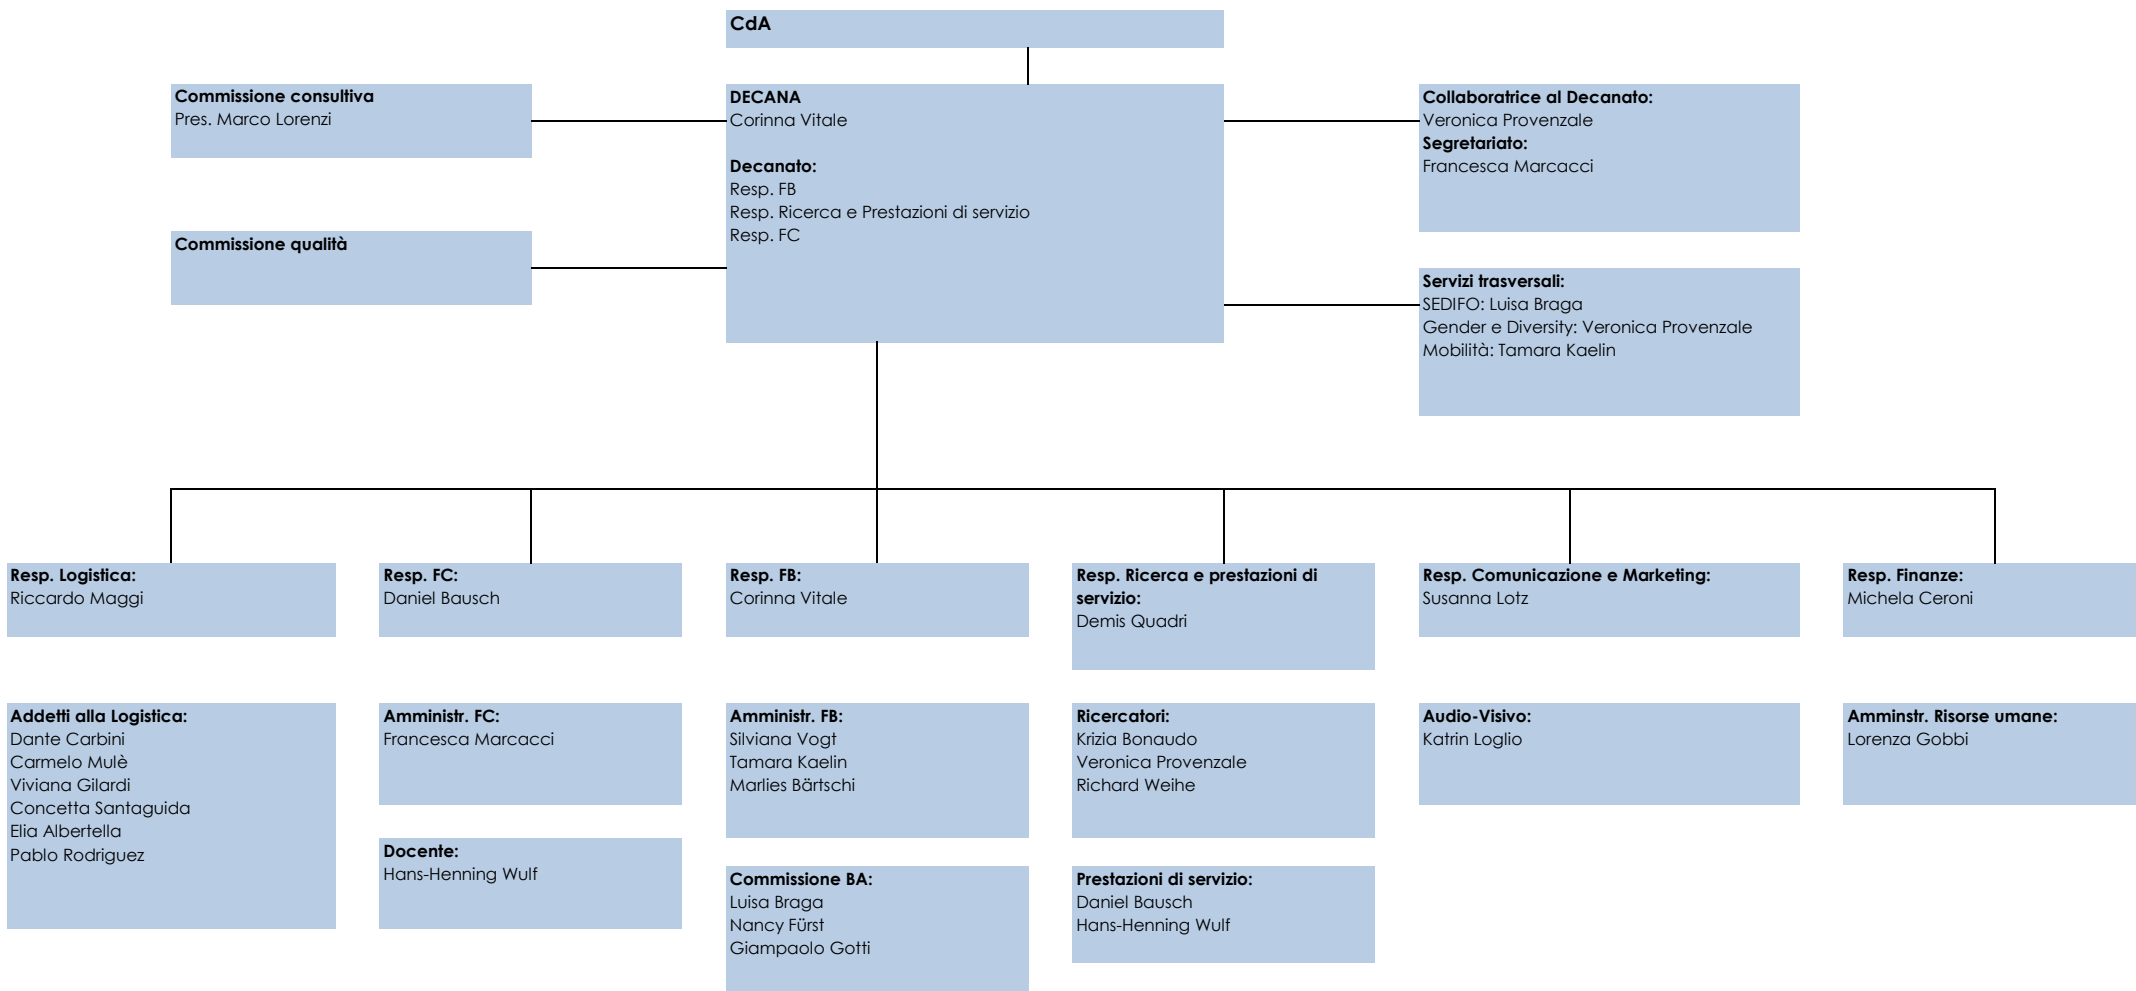 CdA
Commissione consultiva
Pres. Marco Lorenzi
DECANA
Corinna Vitale
Decanato:
Resp. FB
Resp. Ricerca e Prestazioni di servizio
Resp. FC
Collaboratrice al Decanato:
Veronica Provenzale
Segretariato:
Francesca Marcacci
Commissione qualità
Servizi trasversali:
SEDIFO: Luisa Braga
Gender e Diversity: Veronica Provenzale
Mobilità: Tamara Kaelin
Resp. Logistica:
Riccardo Maggi
Resp. FC:
Daniel Bausch
Resp. FB:
Corinna Vitale
Resp. Ricerca e prestazioni di
servizio:
Demis Quadri
Resp. Comunicazione e Marketing:
Susanna Lotz
Resp. Finanze:
Michela Ceroni
Addetti alla Logistica:
Dante Carbini
Carmelo Mulè
Viviana Gilardi
Concetta Santaguida
Elia Albertella
Pablo Rodriguez
Amministr. FC:
Francesca Marcacci
Docente:
Hans-Henning Wulf
Amministr. FB:
Silviana Vogt
Tamara Kaelin
Marlies Bärtschi
Commissione BA:
Luisa Braga
Nancy Fürst
Giampaolo Gotti
Ricercatori:
Krizia Bonaudo
Veronica Provenzale
Richard Weihe
Prestazioni di servizio:
Daniel Bausch
Hans-Henning Wulf
Audio-Visivo:
Katrin Loglio
Amminstr. Risorse umane:
Lorenza Gobbi